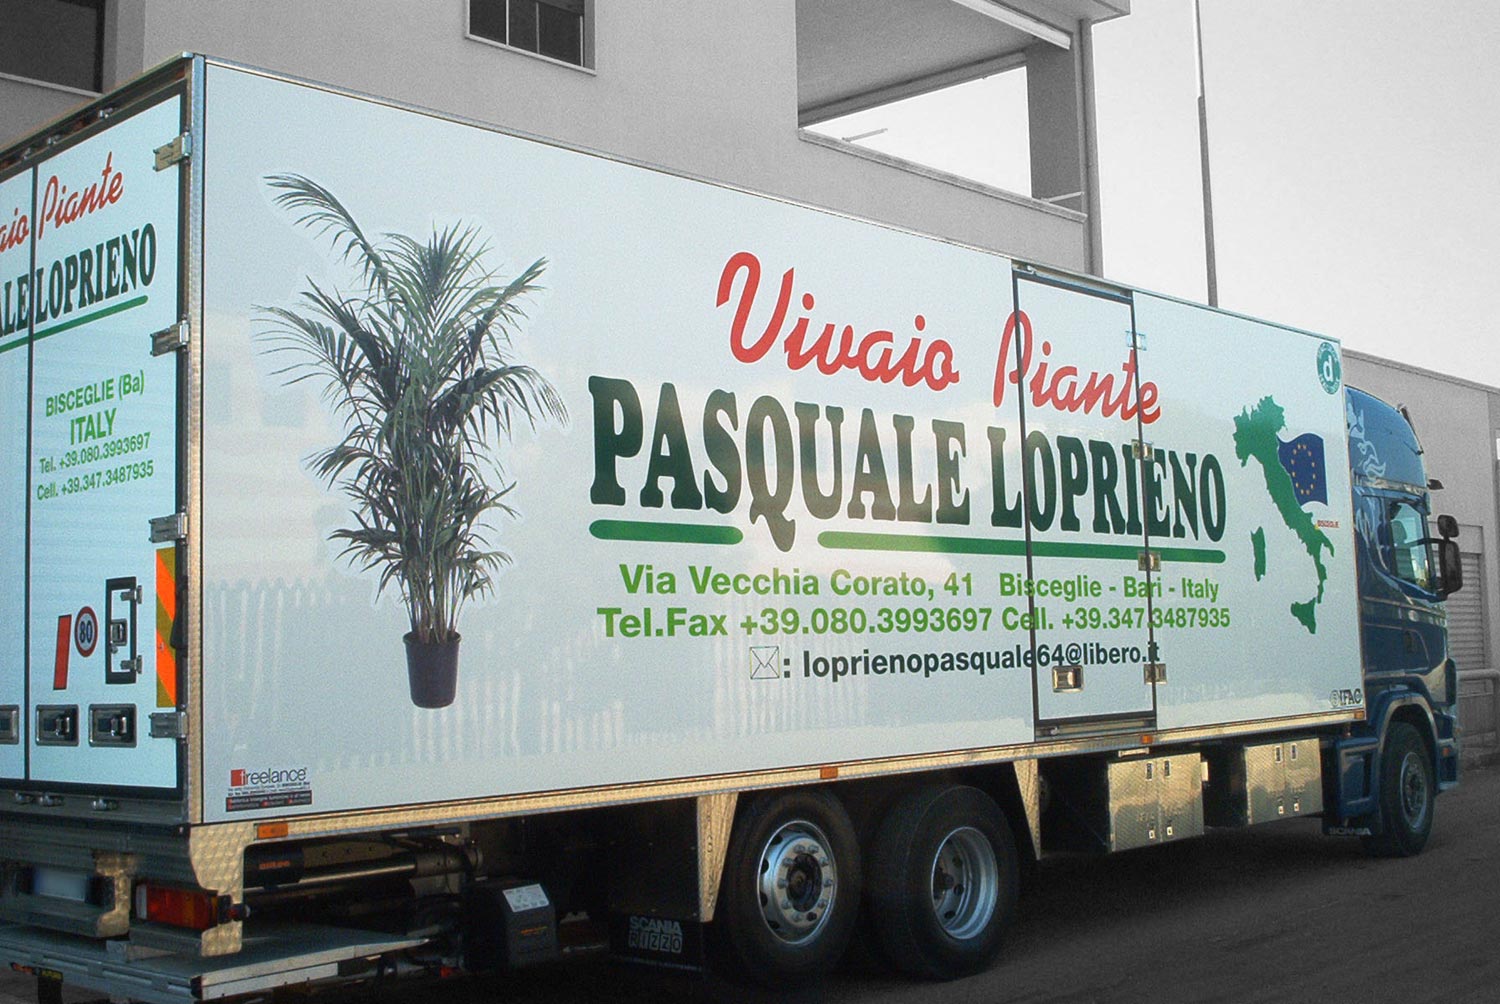 aio Piante
ALE LOPRIENO
BISCEGLIE (Ba)
ITALY
Tel. +39.080.3993697
Cell. +39.347.3487935
80
Vivaio Piante
PASQUALE LOPRIENO
Via Vecchia Corato, 41 Bisceglie - Bari - Italy
Tel.Fax +39.080.3993697 Cell. +39.347.3487935
: loprienopasquale64@libero.it
d
IFAC
freelance
SCANIA
RIZZO
SCANIA